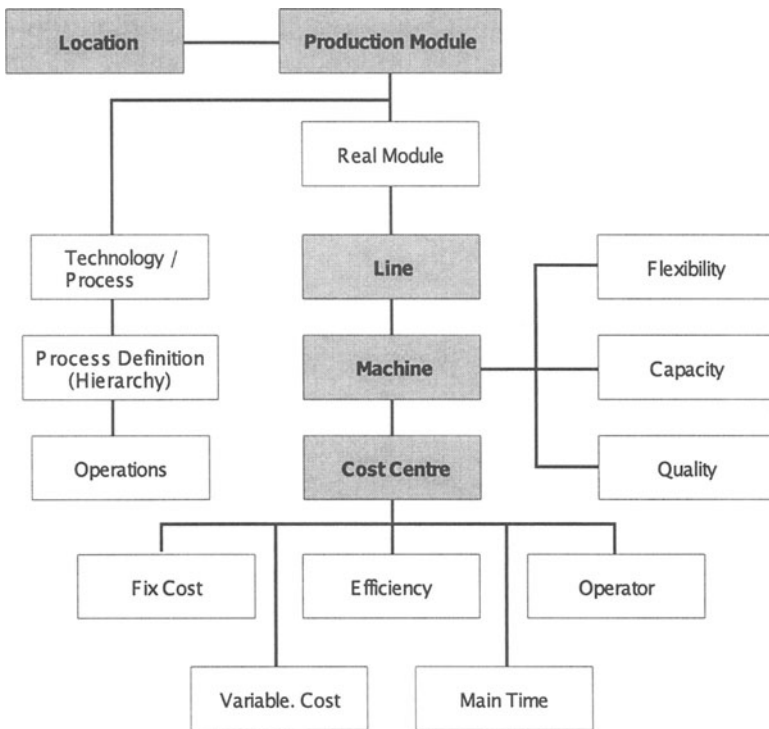 Location
Production Module
Real Module
Technology /
Process
Line
Flexibility
Process Definition
(Hierarchy)
Machine
Capacity
Operations
Cost Centre
Quality
Fix Cost
Efficiency
Operator
Variable. Cost
Main Time